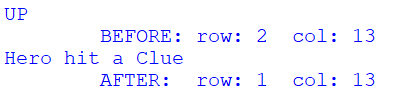 UP
BEFORE: row: 2 col: 13
Hero hit a Clue
AFTER: row: 1 col: 13